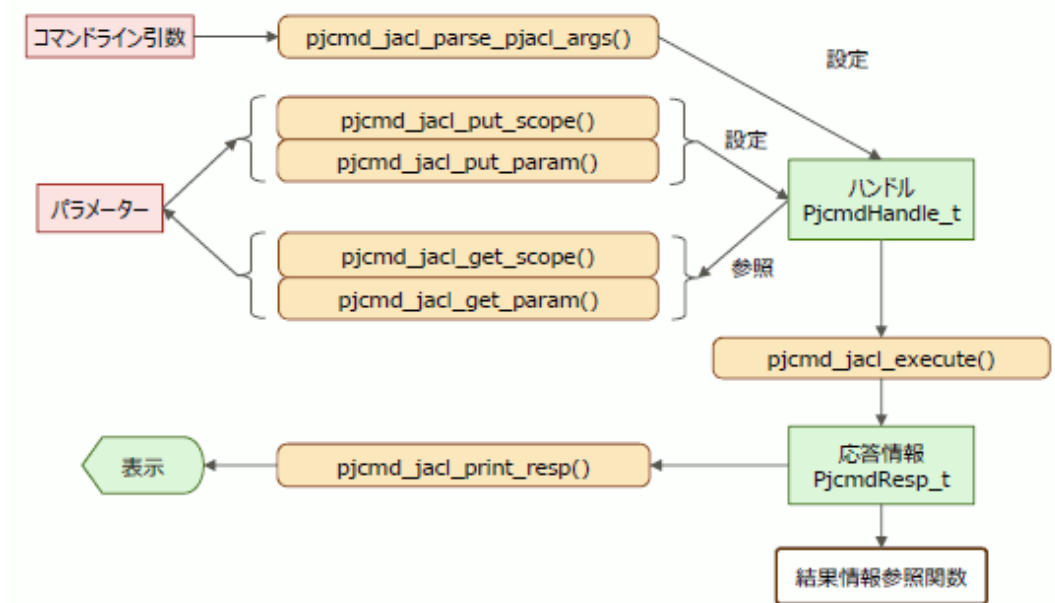 コマンドライン引数
pjcmd_jacl_parse_pjacl_args()
設定
pjcmd_jacl_put_scope()
pjcmd_jacl_put_param()
設定
パラメーター
ハンドル
PjcmdHandle_t
pjcmd_jacl_get_scope()
pjcmd_jacl_get_param()
参照
pjcmd_jacl_execute()
表示
pjcmd_jacl_print_resp()
応答情報
PjcmdResp_t
結果情報参照関数